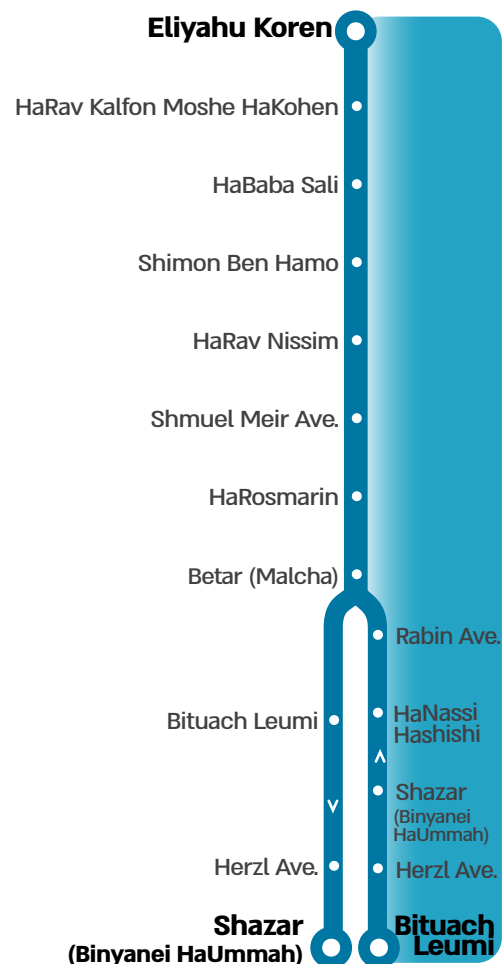 Eliyahu Koren
HaRav Kalfon Moshe HaKohen
HaBaba Sali
Shimon Ben Hamo
HaRav Nissim
Shmuel Meir Ave.
HaRosmarin
Betar (Malcha)
Rabin Ave.
Bituach Leumi
HaNassi
Hashishi
Shazar
(Binyanei
HaUmmah)
Herzl Ave.
Herzl Ave.
Shazar
(Binyanei HaUmmah)
Bituach
Leumi